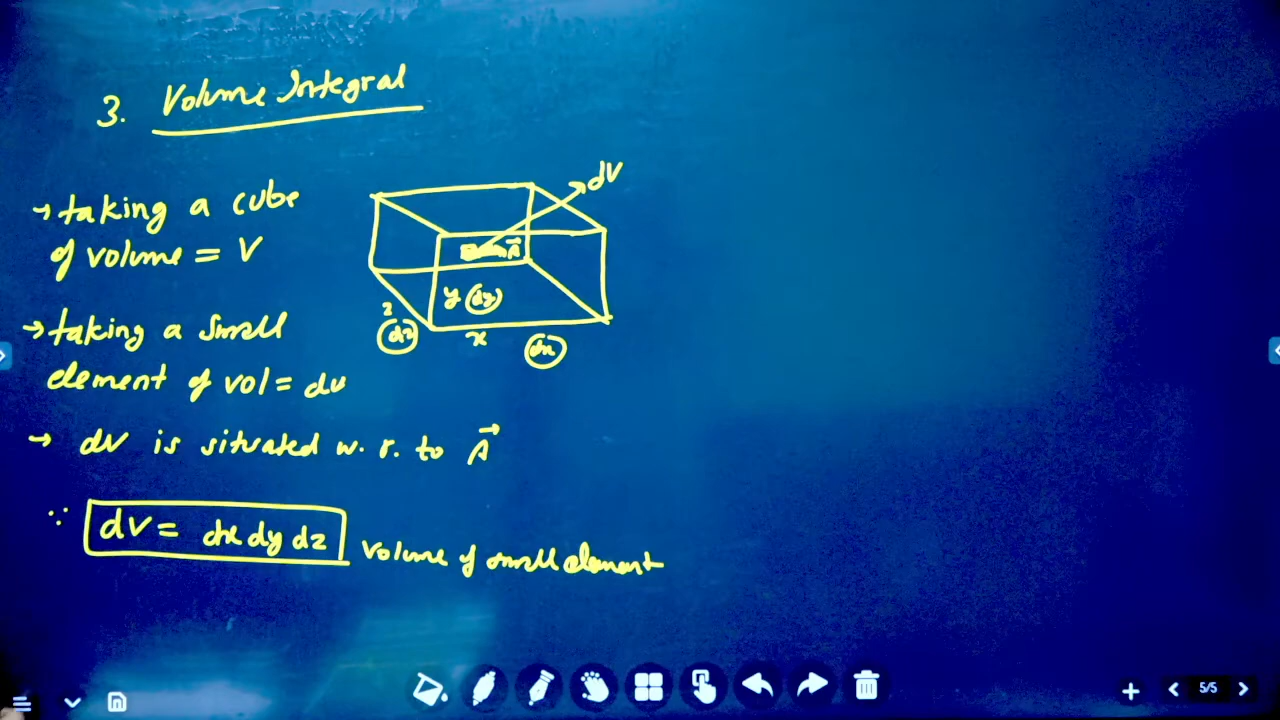 3. Volume Integral
→ taking a cube
of volume = V
→ taking a small
element of vol = dv
→ dV is situated w. r. to A⃗
∵ dV = dx dy dz volume of small element
dV
A⃗
y (dy)
z
(dz)
x
(dx)
5/5